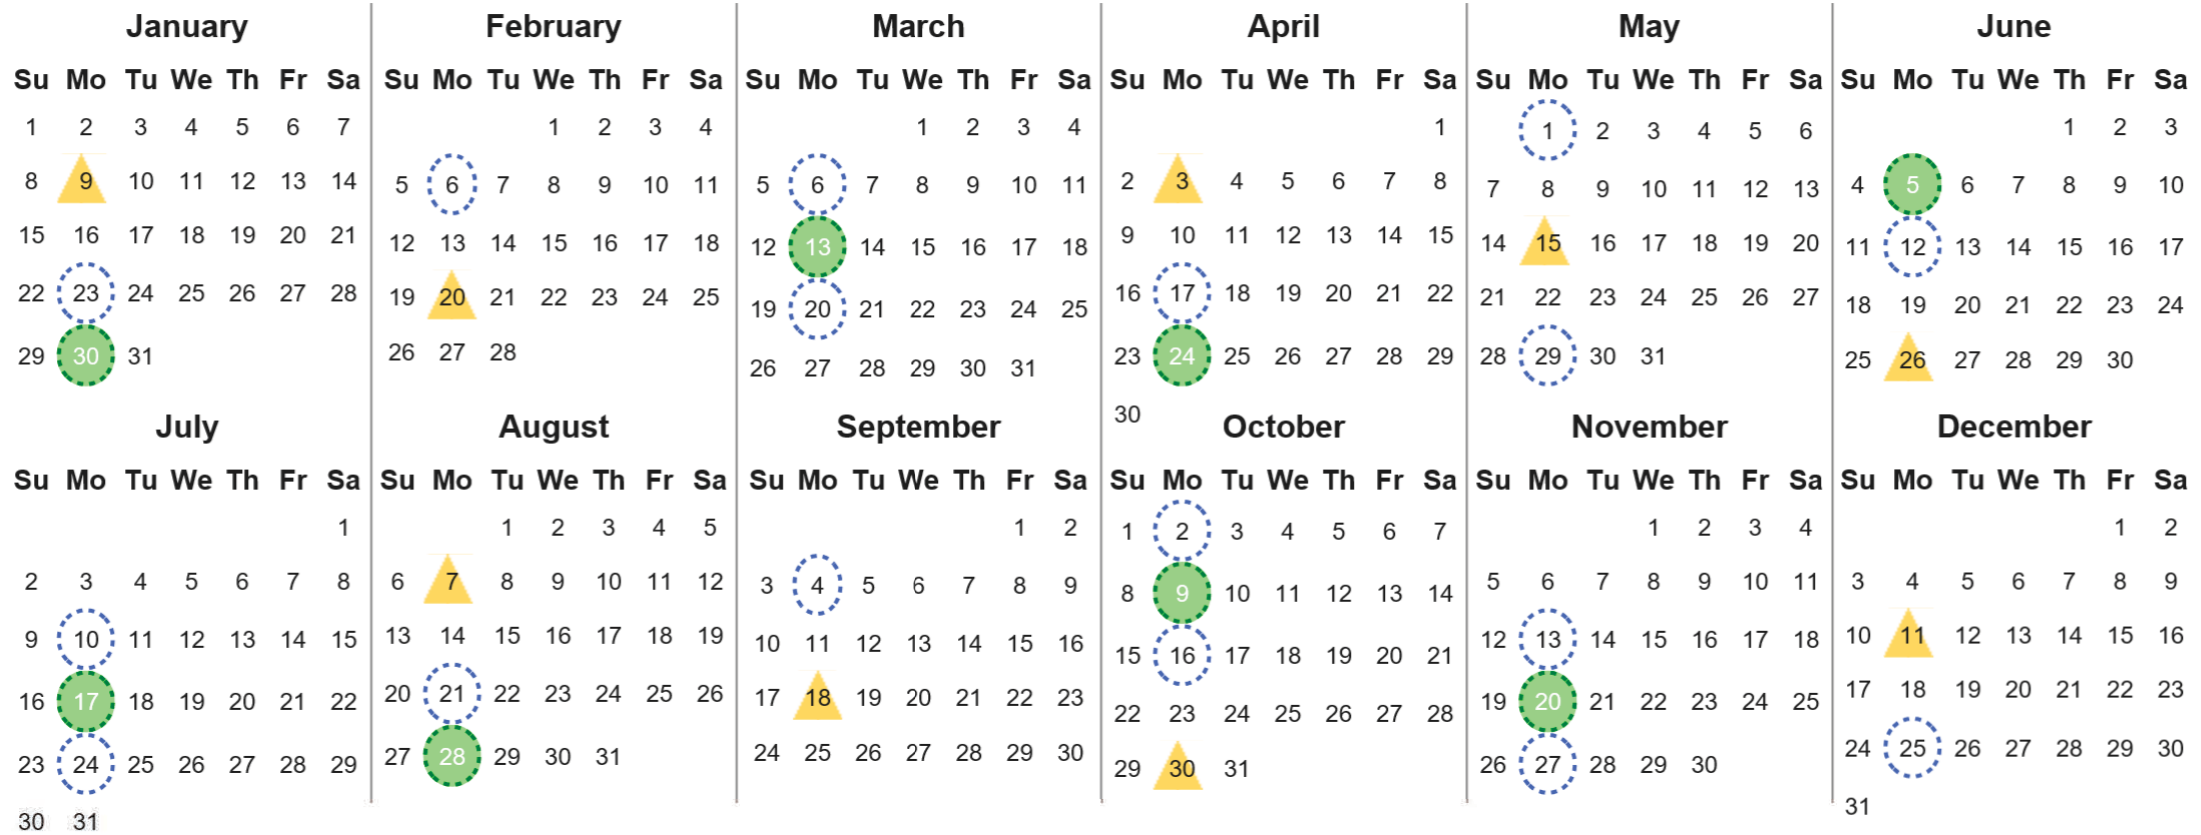 January
Su Mo Tu We Th Fr Sa
1 2 3 4 5 6 7
8 9 10 11 12 13 14
15 16 17 18 19 20 21
22 23 24 25 26 27 28
29 30 31
February
Su Mo Tu We Th Fr Sa
1 2 3 4
5 6 7 8 9 10 11
12 13 14 15 16 17 18
19 20 21 22 23 24 25
26 27 28
March
Su Mo Tu We Th Fr Sa
1 2 3 4
5 6 7 8 9 10 11
12 13 14 15 16 17 18
19 20 21 22 23 24 25
26 27 28 29 30 31
April
Su Mo Tu We Th Fr Sa
1
2 3 4 5 6 7 8
9 10 11 12 13 14 15
16 17 18 19 20 21 22
23 24 25 26 27 28 29
30
May
Su Mo Tu We Th Fr Sa
1 2 3 4 5 6
7 8 9 10 11 12 13
14 15 16 17 18 19 20
21 22 23 24 25 26 27
28 29 30 31
June
Su Mo Tu We Th Fr Sa
1 2 3
4 5 6 7 8 9 10
11 12 13 14 15 16 17
18 19 20 21 22 23 24
25 26 27 28 29 30
July
Su Mo Tu We Th Fr Sa
1
2 3 4 5 6 7 8
9 10 11 12 13 14 15
16 17 18 19 20 21 22
23 24 25 26 27 28 29
30 31
August
Su Mo Tu We Th Fr Sa
1 2 3 4 5
6 7 8 9 10 11 12
13 14 15 16 17 18 19
20 21 22 23 24 25 26
27 28 29 30 31
September
Su Mo Tu We Th Fr Sa
1 2
3 4 5 6 7 8 9
10 11 12 13 14 15 16
17 18 19 20 21 22 23
24 25 26 27 28 29 30
October
Su Mo Tu We Th Fr Sa
1 2 3 4 5 6 7
8 9 10 11 12 13 14
15 16 17 18 19 20 21
22 23 24 25 26 27 28
29 30 31
November
Su Mo Tu We Th Fr Sa
1 2 3 4
5 6 7 8 9 10 11
12 13 14 15 16 17 18
19 20 21 22 23 24 25
26 27 28 29 30
December
Su Mo Tu We Th Fr Sa
1 2
3 4 5 6 7 8 9
10 11 12 13 14 15 16
17 18 19 20 21 22 23
24 25 26 27 28 29 30
31